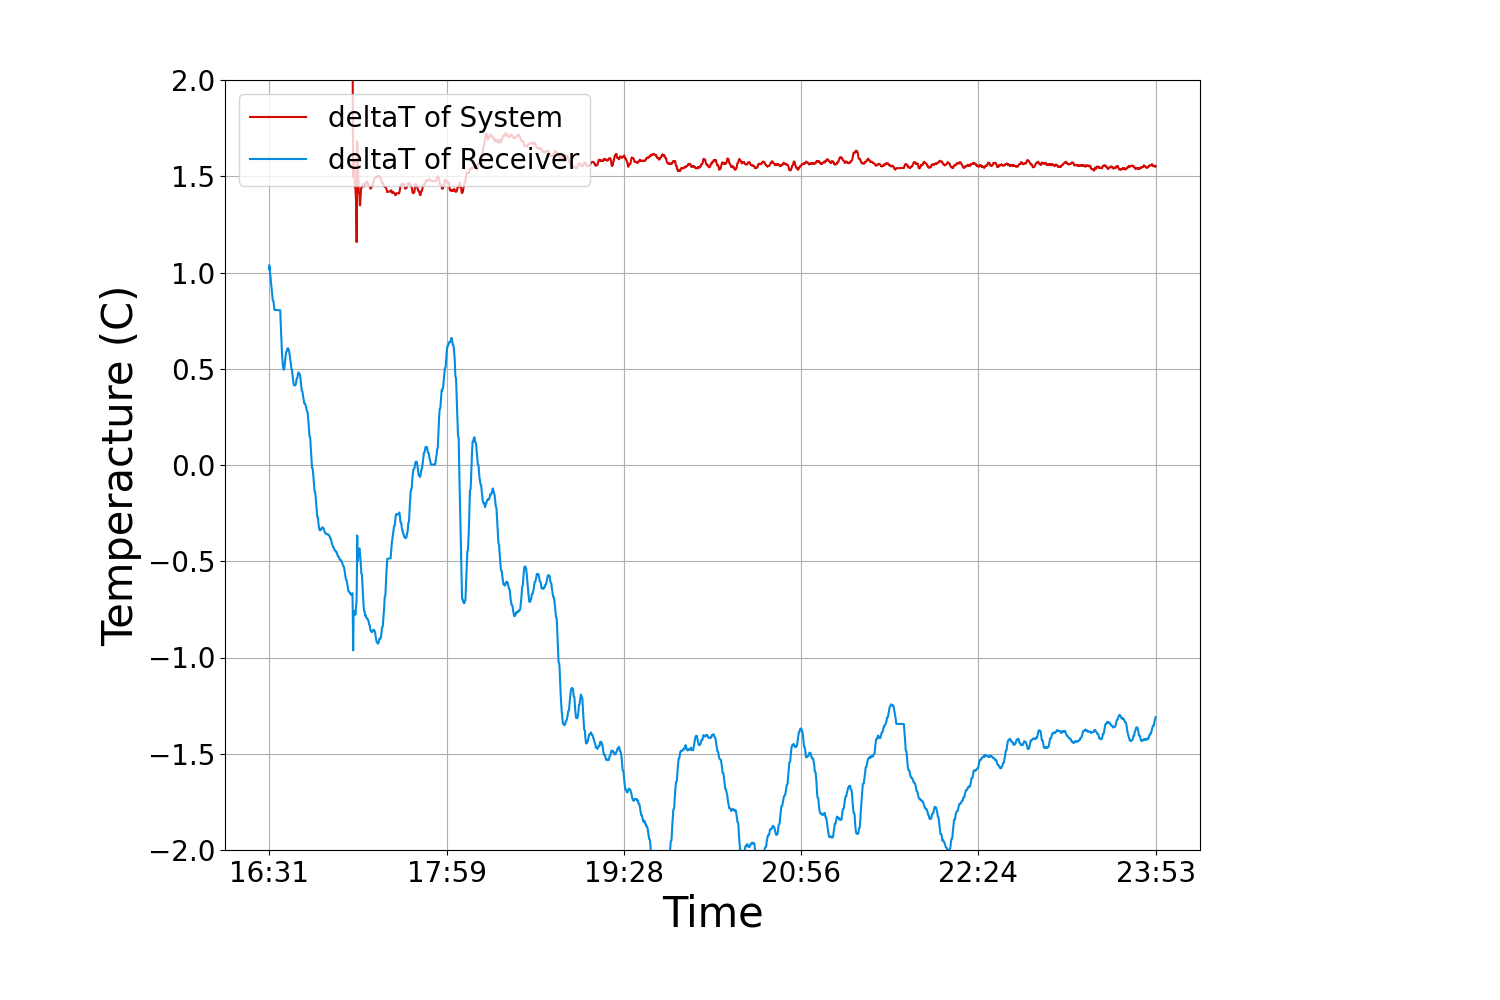 deltaT of System
deltaT of Receiver
Temperacture (C)
2.0
1.5
1.0
0.5
0.0
−0.5
−1.0
−1.5
−2.0
16:31 17:59 19:28 20:56 22:24 23:53
Time